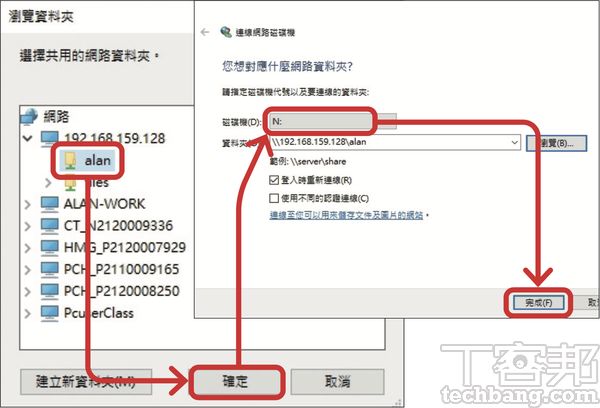 瀏覽資料夾
選擇共用的網路資料夾。
網路
192.168.159.128
alan
ALAN-WORK
CT_N2120009336
HMG_P2120007929
PCH_P2110009165
PCH_P2120008250
PcuserClass
建立新資料夾(M)
確定
取消
連線網路磁碟機
您想對應什麼網路資料夾?
請指定磁碟機代號以及要連線的資料夾:
磁碟機(D):
N:
\\192.168.159.128\alan
瀏覽(B)...
範例: \\server\share
登入時重新連線(R)
使用不同的認證連線(C)
連線至您可以用來儲存文件及圖片的網站。
完成(F)
T客邦
techbang.com